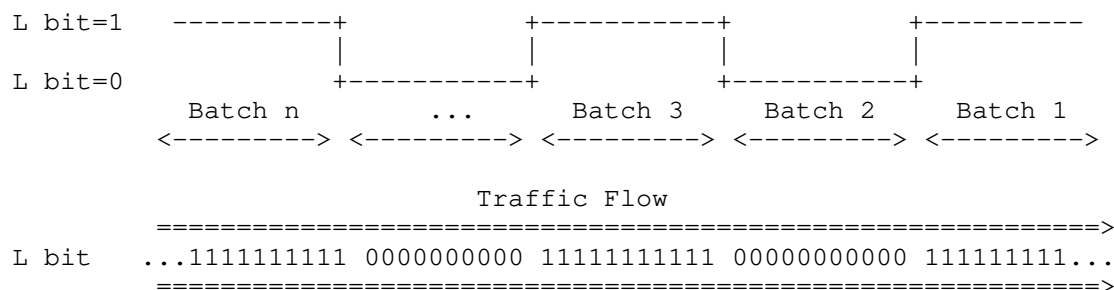 L bit=1   ----------+           +-----------+           +----------
                    |           |           |           |
L bit=0             +-----------+           +-----------+
           Batch n        ...      Batch 3     Batch 2     Batch 1
         <---------> <---------> <---------> <---------> <--------->

                             Traffic Flow
         ===========================================================>
L bit   ...1111111111 0000000000 11111111111 00000000000 111111111...
         ===========================================================>